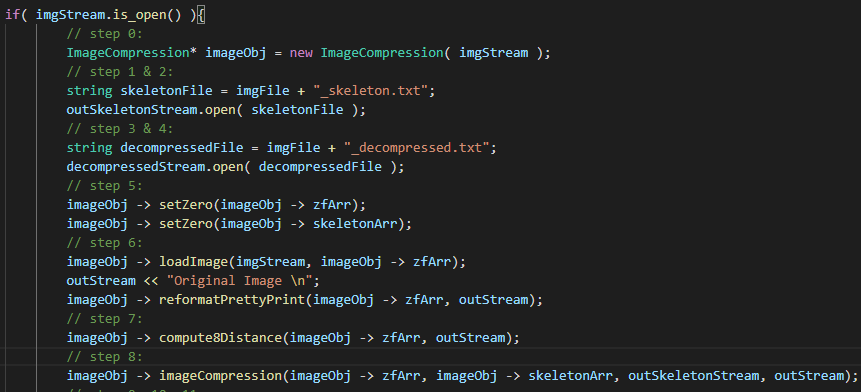 if( imgStream.is_open() ){
// step 0:
ImageCompression* imageObj = new ImageCompression( imgStream );
// step 1 & 2:
string skeletonFile = imgFile + "_skeleton.txt";
outSkeletonStream.open( skeletonFile );
// step 3 & 4:
string decompressedFile = imgFile + "_decompressed.txt";
decompressedStream.open( decompressedFile );
// step 5:
imageObj -> setZero(imageObj -> zfArr);
imageObj -> setZero(imageObj -> skeletonArr);
// step 6:
imageObj -> loadImage(imgStream, imageObj -> zfArr);
outStream << "Original Image \n";
imageObj -> reformatPrettyPrint(imageObj -> zfArr, outStream);
// step 7:
imageObj -> compute8Distance(imageObj -> zfArr, outStream);
// step 8:
imageObj -> imageCompression(imageObj -> zfArr, imageObj -> skeletonArr, outSkeletonStream, outStream);